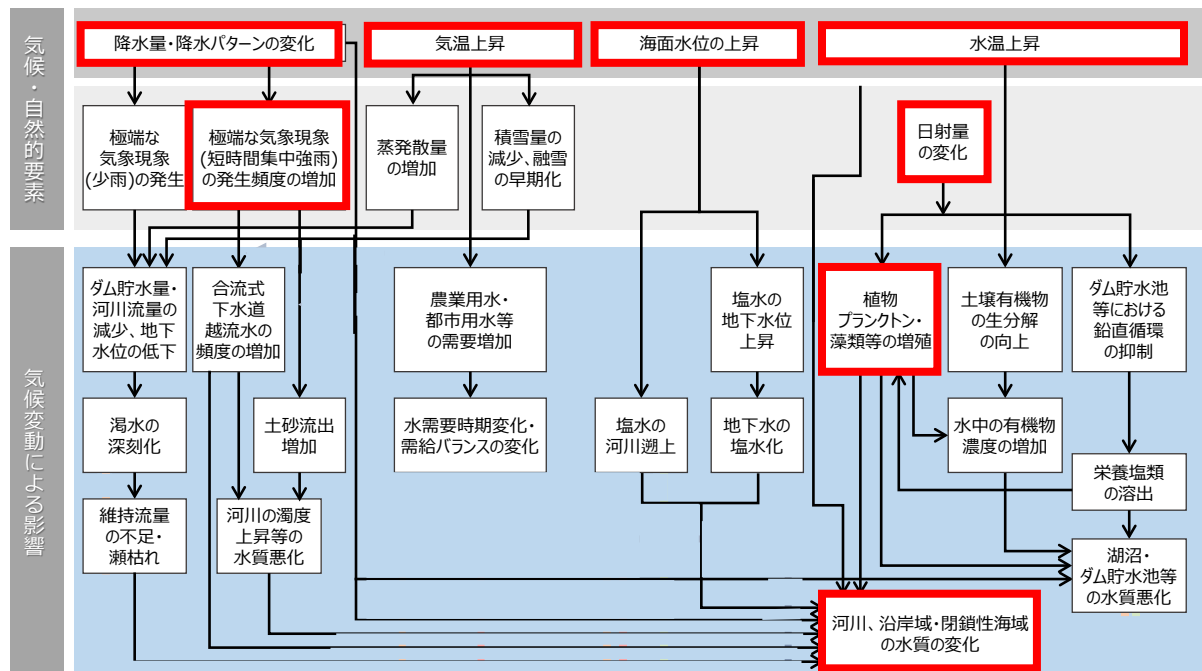 気候・自然的要素
降水量・降水パターンの変化
気温上昇
海面水位の上昇
水温上昇
極端な
気象現象
(少雨)の発生
極端な気象現象
(短時間集中強雨)
の発生頻度の増加
蒸発散量
の増加
積雪量の
減少、融雪
の早期化
日射量
の変化
気候変動による影響
ダム貯水量・
河川流量の
減少、地下
水位の低下
合流式
下水道
越流水の
頻度の増加
農業用水・
都市用水等
の需要増加
塩水の
地下水位
上昇
植物
プランクトン・
藻類等の増殖
土壌有機物
の生分解
の向上
ダム貯水池
等における
鉛直循環
の抑制
渇水の
深刻化
土砂流出
増加
水需要時期変化・
需給バランスの変化
塩水の
河川遡上
地下水の
塩水化
水中の有機物
濃度の増加
栄養塩類
の溶出
維持流量
の不足・
瀬枯れ
河川の濁度
上昇等の
水質悪化
湖沼・
ダム貯水池等
の水質悪化
河川、沿岸域・閉鎖性海域
の水質の変化